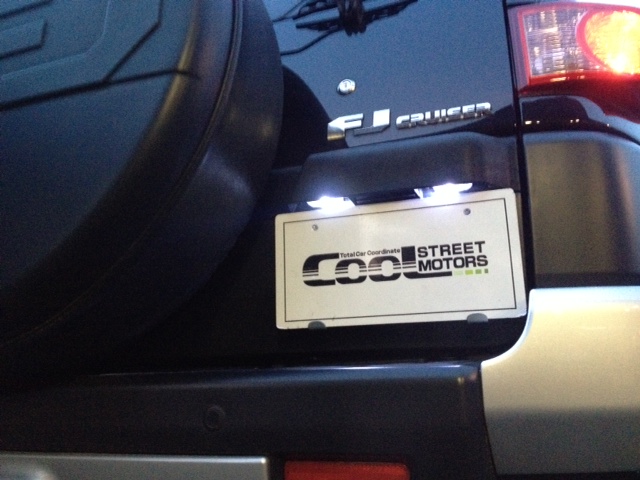 FJ CRUISER
Total Car Coordinate
CooL STREET
MOTORS